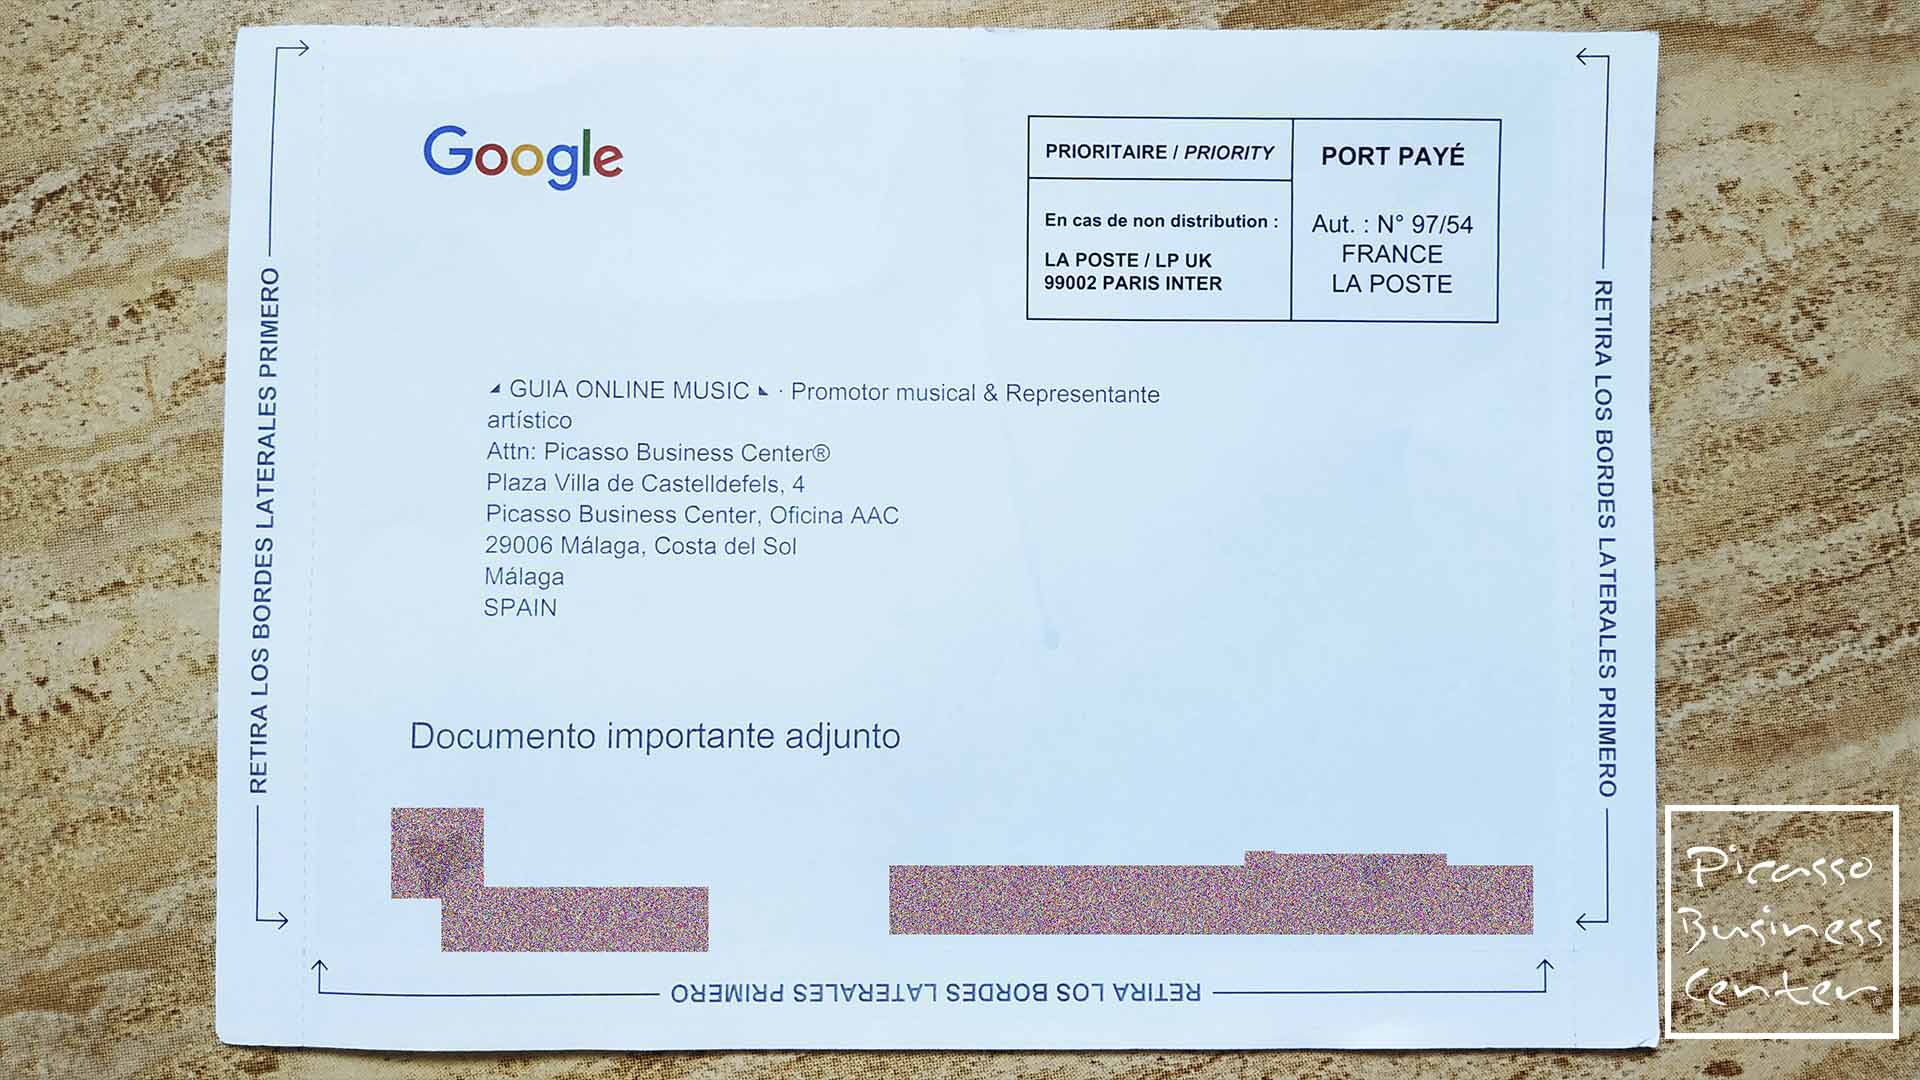 Google
PRIORITAIRE / PRIORITY
PORT PAYÉ
En cas de non distribution :
LA POSTE / LP UK
99002 PARIS INTER
Aut. : N° 97/54
FRANCE
LA POSTE
◢ GUIA ONLINE MUSIC ◣ · Promotor musical & Representante
artístico
Attn: Picasso Business Center®
Plaza Villa de Castelldefels, 4
Picasso Business Center, Oficina AAC
29006 Málaga, Costa del Sol
Málaga
SPAIN
Documento importante adjunto
RETIRA LOS BORDES LATERALES PRIMERO
RETIRA LOS BORDES LATERALES PRIMERO
RETIRA LOS BORDES LATERALES PRIMERO
Picasso
Business
Center